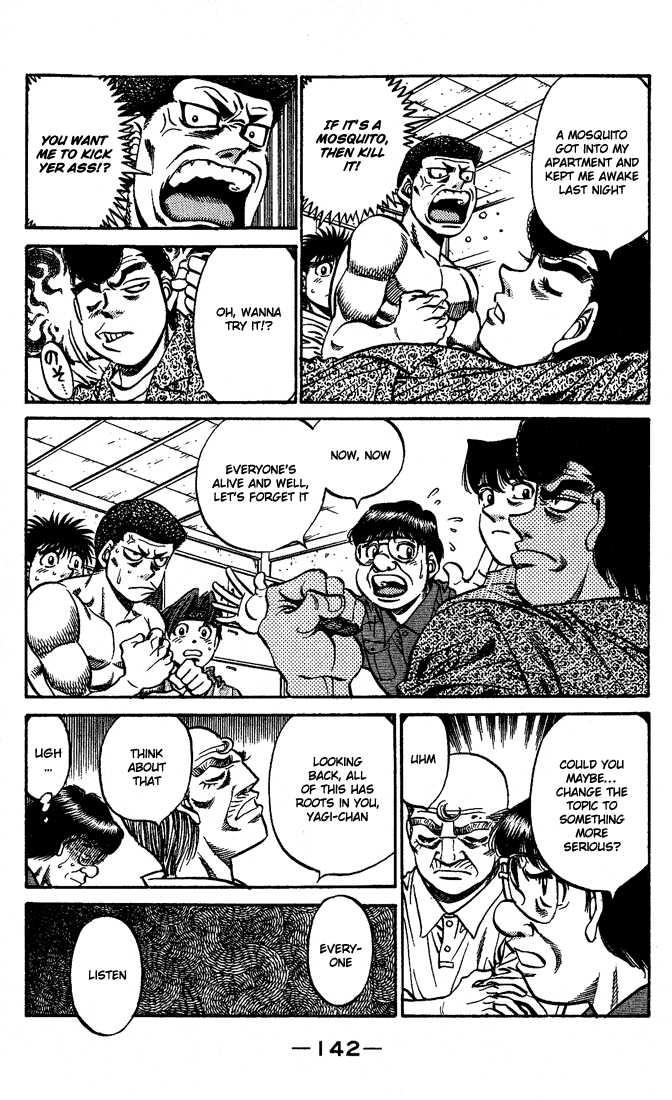 A MOSQUITO
GOT INTO MY
APARTMENT AND
KEPT ME AWAKE
LAST NIGHT
IF IT'S A
MOSQUITO,
THEN KILL
IT!
YOU WANT
ME TO KICK
YER ASS!?
OH, WANNA
TRY IT!?
のそ
NOW, NOW
EVERYONE'S
ALIVE AND WELL,
LET'S FORGET IT
COULD YOU
MAYBE...
CHANGE THE
TOPIC TO
SOMETHING
MORE
SERIOUS?
UHM
LOOKING
BACK, ALL
OF THIS HAS
ROOTS IN YOU,
YAGI-CHAN
THINK
ABOUT
THAT
UGH
...
EVERY-
ONE
LISTEN
—142—